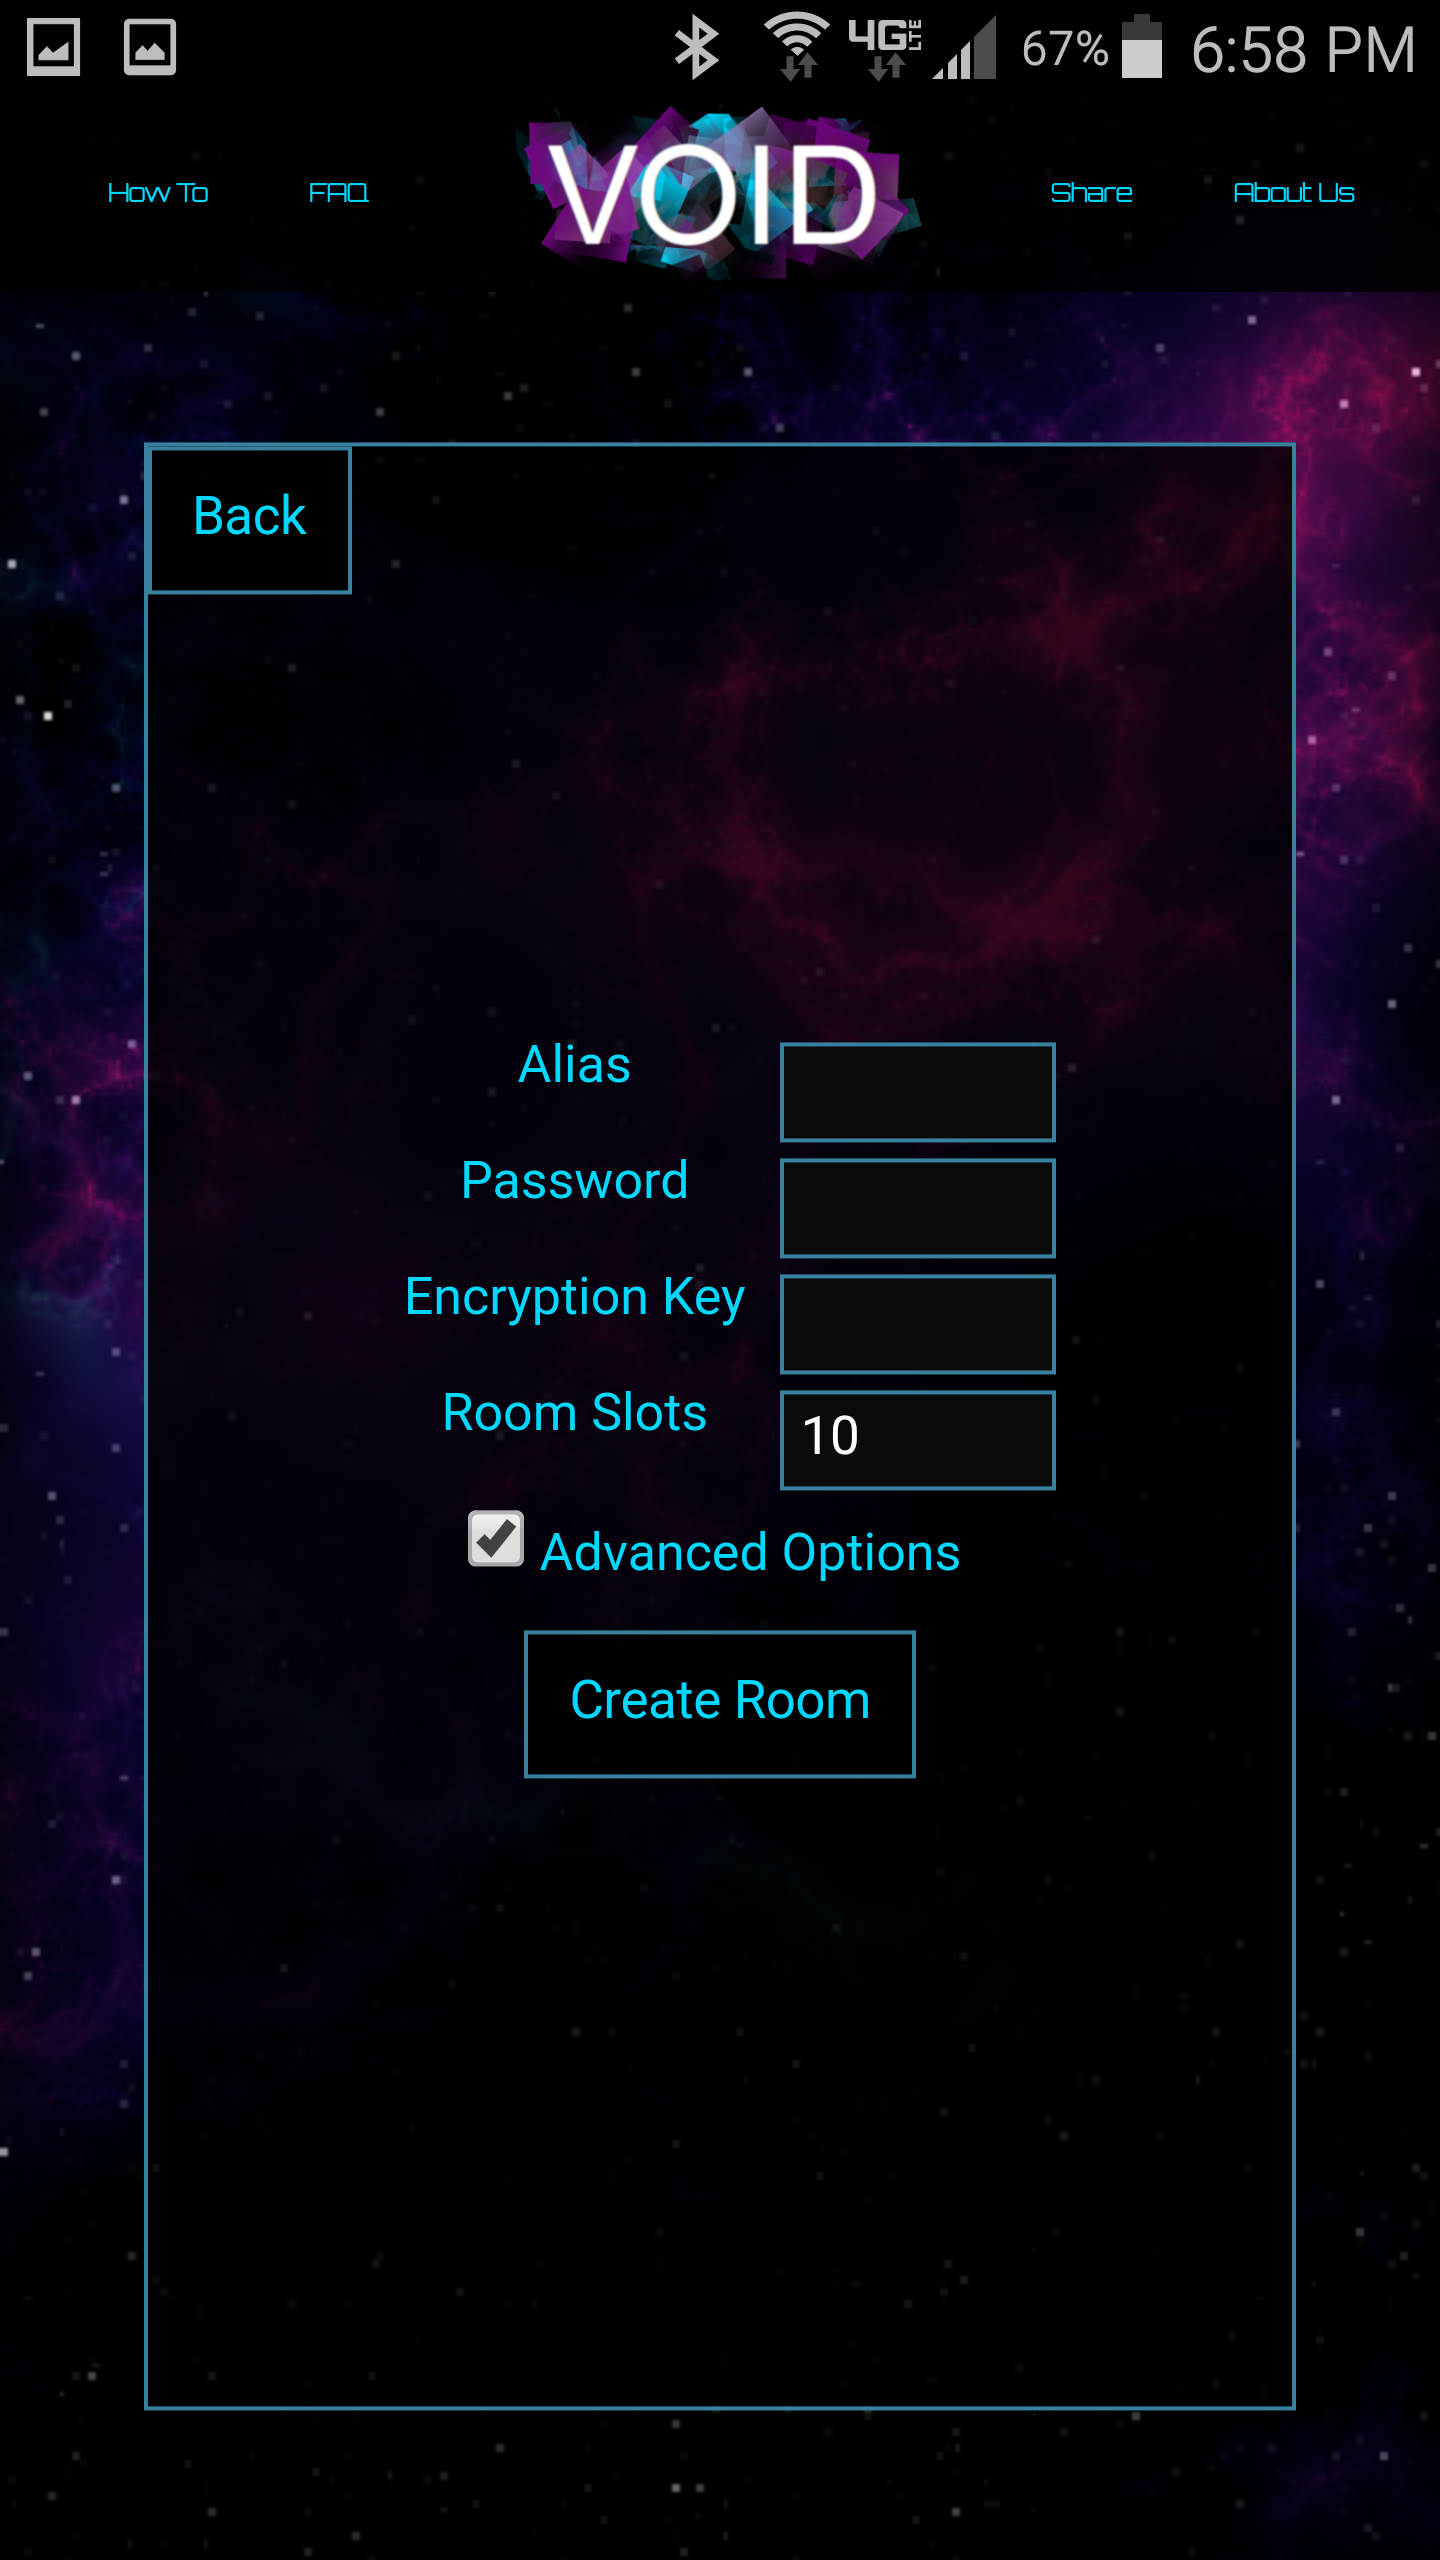 4G LTE 67% 6:58 PM
How To FAQ VOID Share About Us
Back
Alias
Password
Encryption Key
Room Slots 10
Advanced Options
Create Room